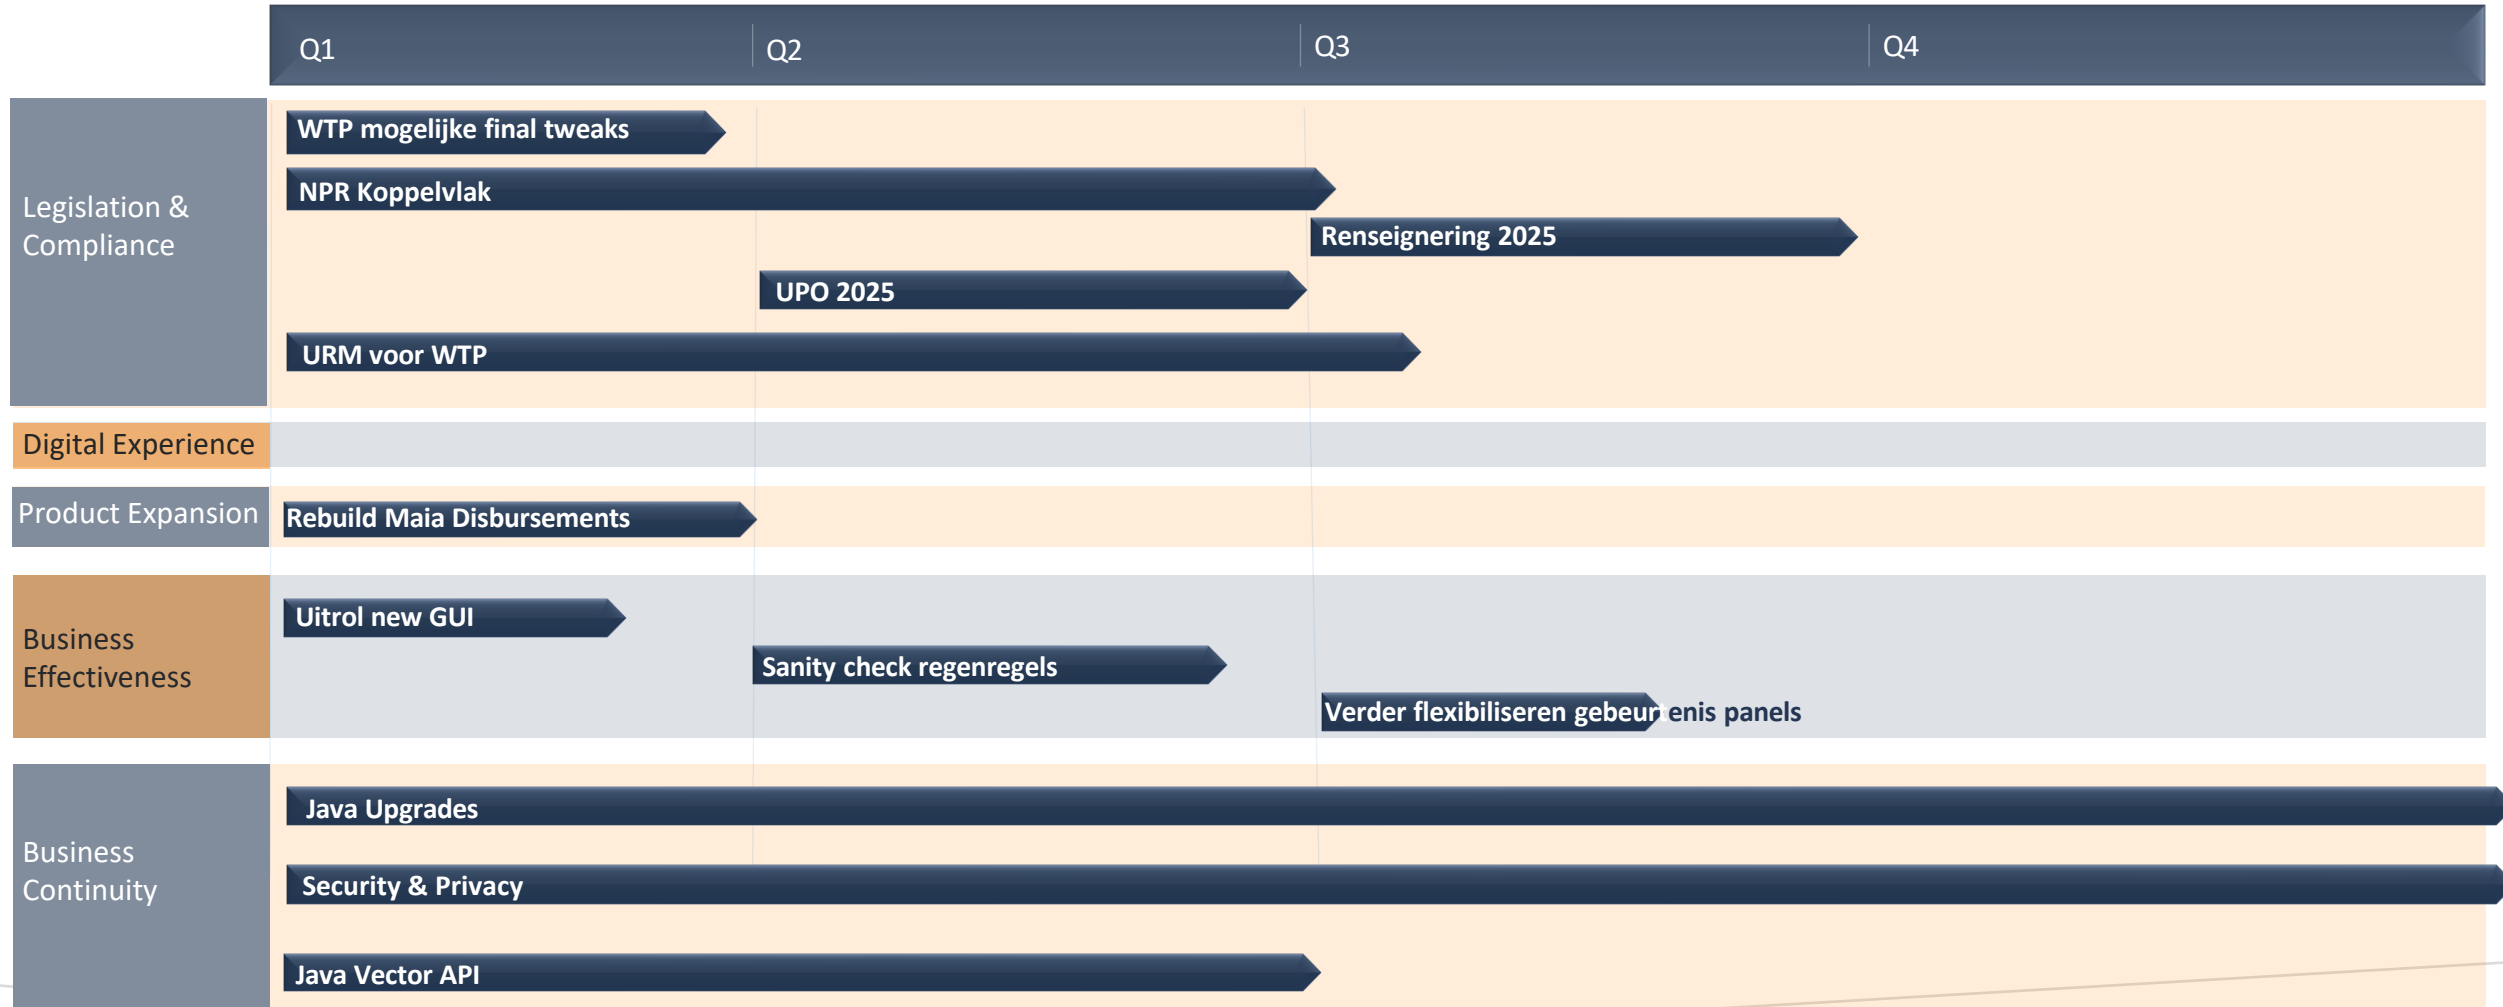 Q1
Q2
Q3
Q4
Legislation &
Compliance
WTP mogelijke final tweaks
NPR Koppelvlak
Renseignering 2025
UPO 2025
URM voor WTP
Digital Experience
Product Expansion
Rebuild Maia Disbursements
Business
Effectiveness
Uitrol new GUI
Sanity check regenregels
Verder flexibiliseren gebeurtenis panels
Business
Continuity
Java Upgrades
Security & Privacy
Java Vector API